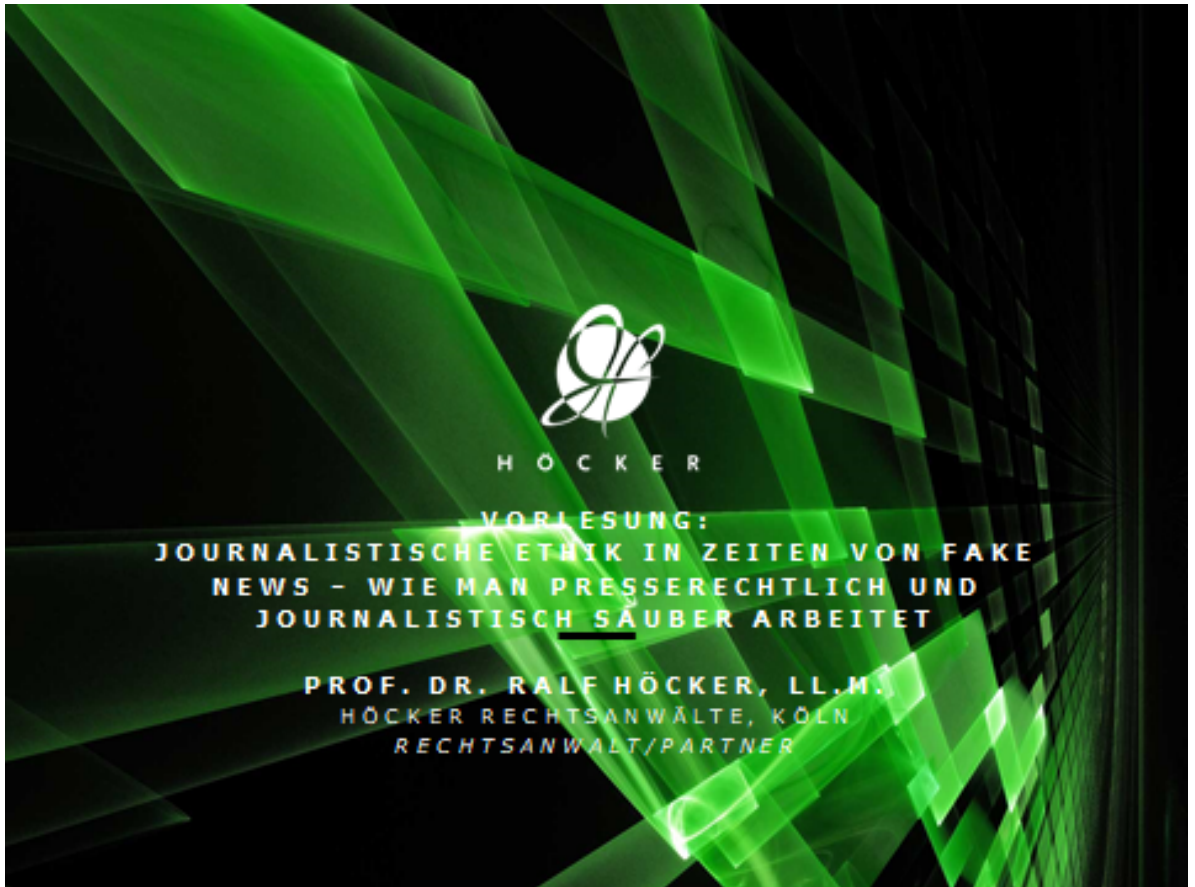 HÖCKER
VORLESUNG:
JOURNALISTISCHE ETHIK IN ZEITEN VON FAKE
NEWS – WIE MAN PRESSERECHTLICH UND
JOURNALISTISCH SAUBER ARBEITET
PROF. DR. RALF HÖCKER, LL.M.
HÖCKER RECHTSANWÄLTE, KÖLN
RECHTSANWALT/PARTNER